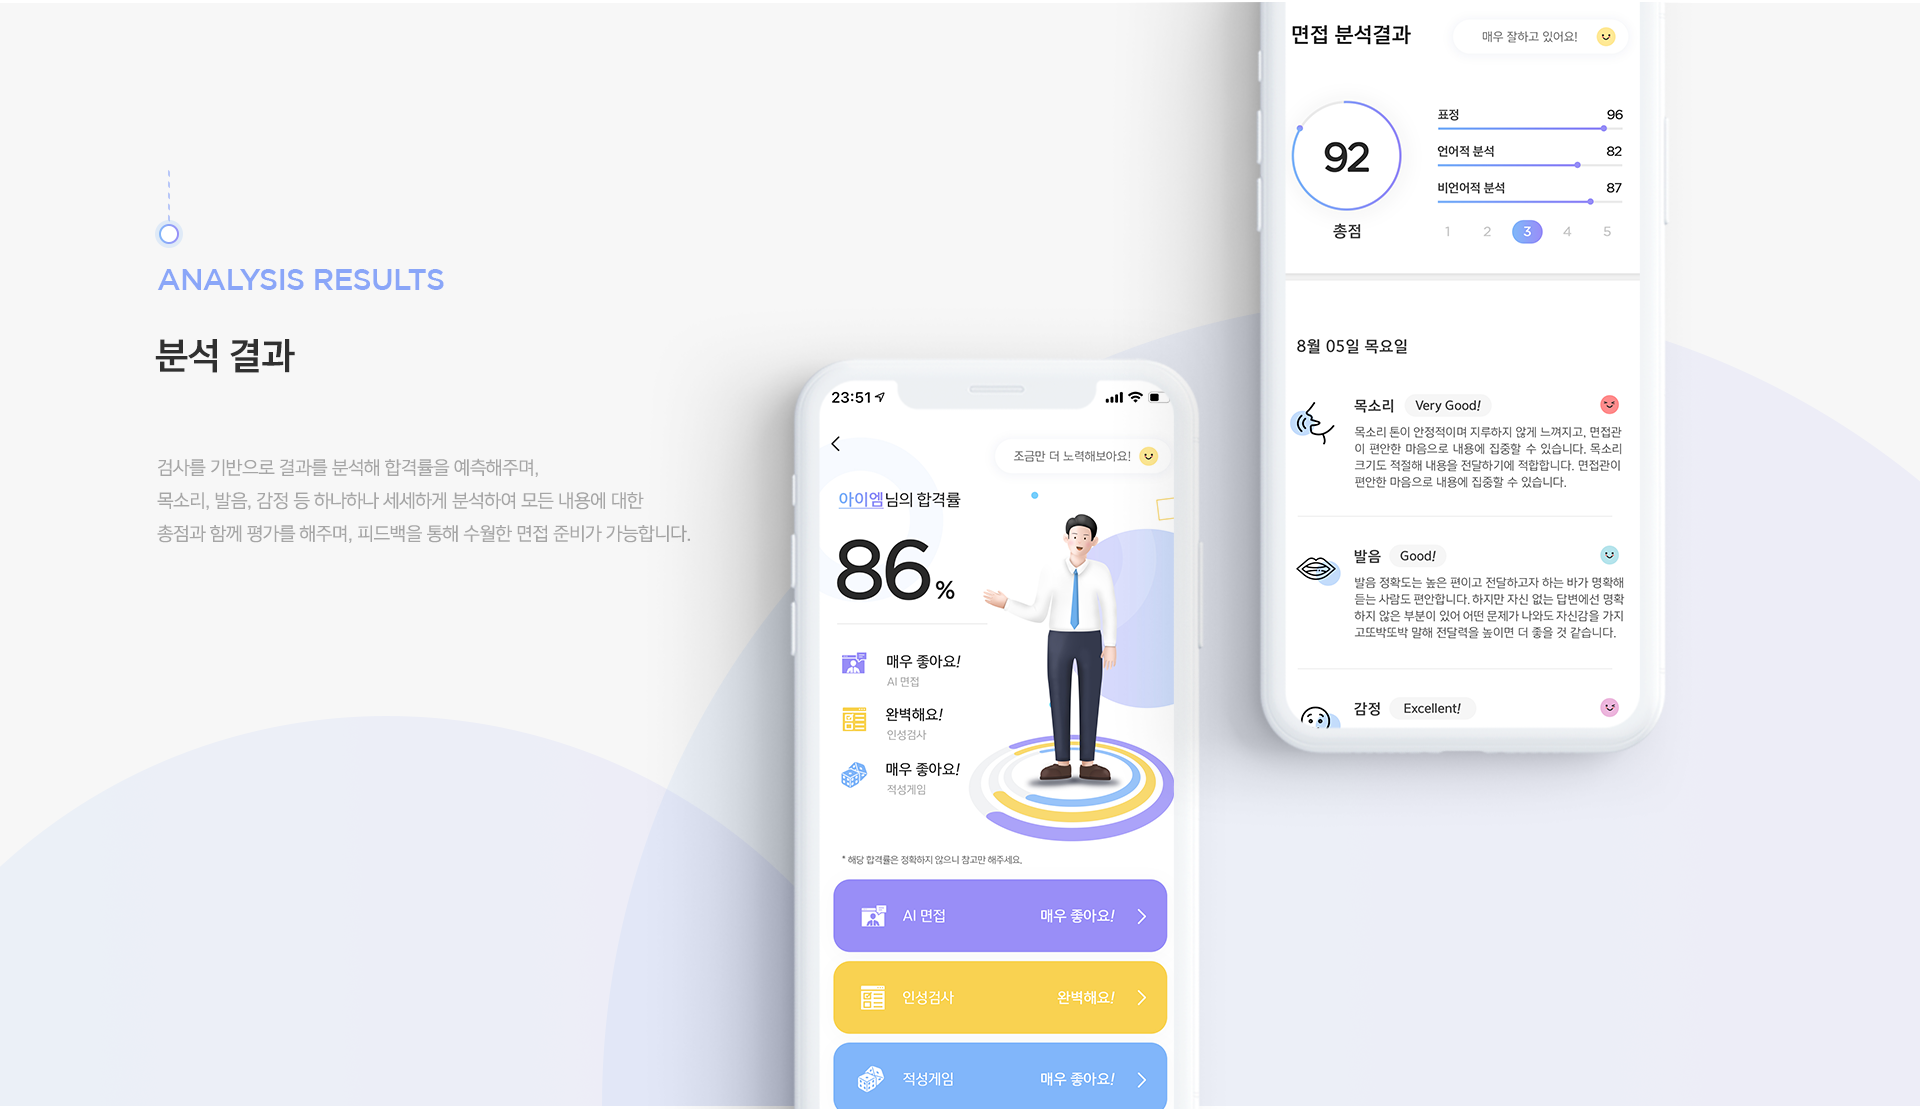 ANALYSIS RESULTS
분석 결과
검사를 기반으로 결과를 분석해 합격률을 예측해주며,
목소리, 발음, 감정 등 하나하나 세세하게 분석하여 모든 내용에 대한
총점과 함께 평가를 해주며, 피드백을 통해 수월한 면접 준비가 가능합니다.
23:51
조금만 더 노력해보아요!
아이엠님의 합격률
86%
매우 좋아요!
AI 면접
완벽해요!
인성검사
매우 좋아요!
적성게임
* 해당 합격률은 정확하지 않으니 참고만 해주세요.
AI 면접 매우 좋아요!
인성검사 완벽해요!
적성게임 매우 좋아요!
면접 분석결과
매우 잘하고 있어요!
92
총점
표정 96
언어적 분석 82
비언어적 분석 87
1 2 3 4 5
8월 05일 목요일
목소리 Very Good!
목소리 톤이 안정적이며 지루하지 않게 느껴지고, 면접관
이 편안한 마음으로 내용에 집중할 수 있습니다. 목소리
크기도 적절해 내용을 전달하기에 적합합니다. 면접관이
편안한 마음으로 내용에 집중할 수 있습니다.
발음 Good!
발음 정확도는 높은 편이고 전달하고자 하는 바가 명확해
듣는 사람도 편안합니다. 하지만 자신 없는 답변에선 명확
하지 않은 부분이 있어 어떤 문제가 나와도 자신감을 가지
고또박또박 말해 전달력을 높이면 더 좋을 것 같습니다.
감정 Excellent!